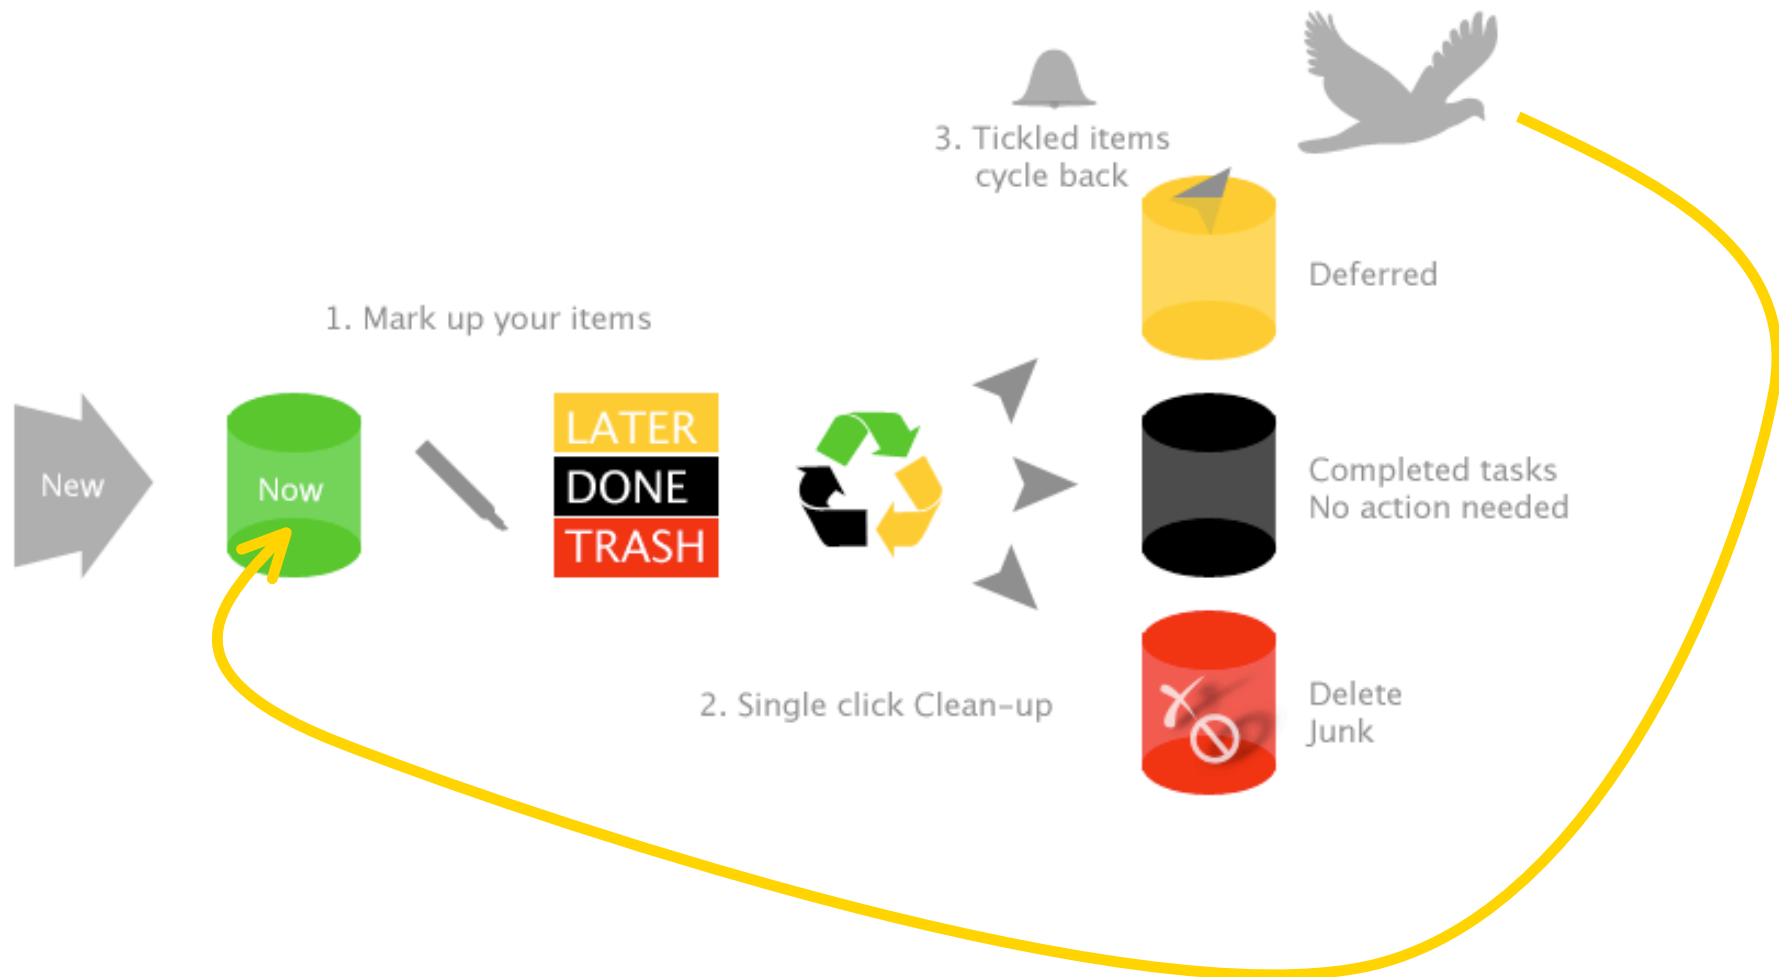 3. Tickled items
cycle back
Deferred
1. Mark up your items
New
Now
LATER
DONE
TRASH
Completed tasks
No action needed
2. Single click Clean-up
Delete
Junk